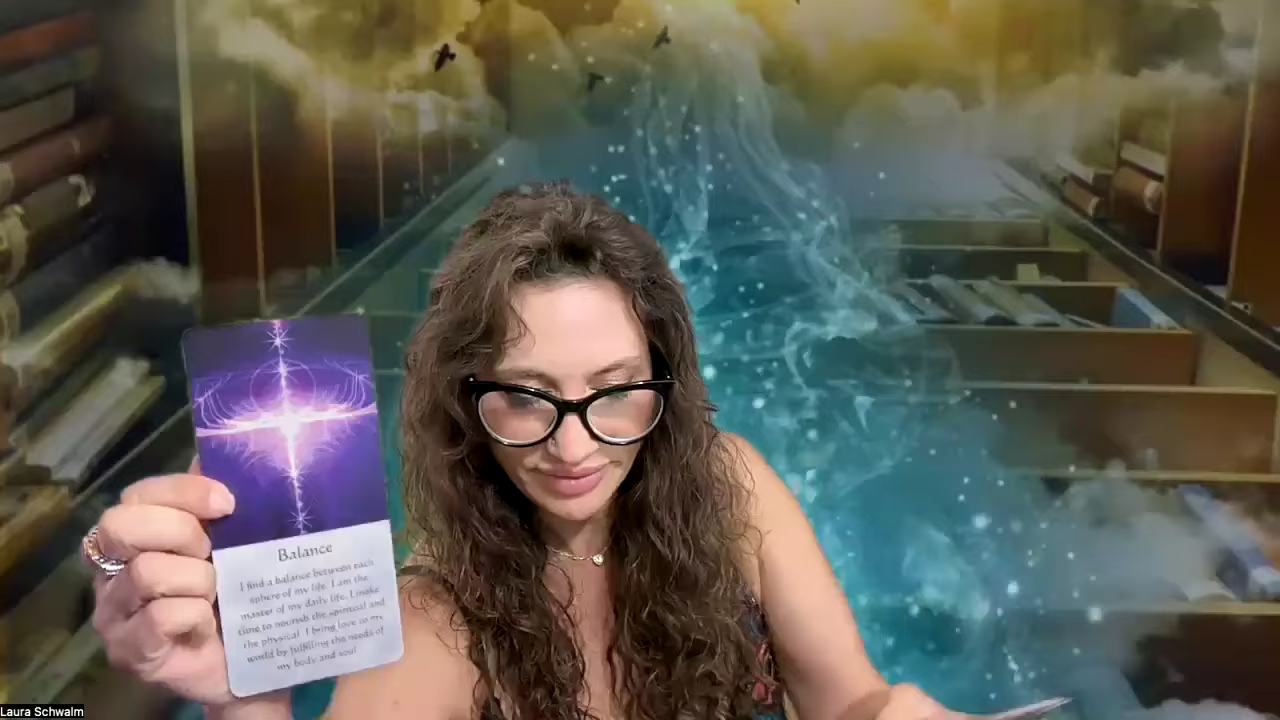 Balance
I find a balance between each
sphere of my life. I am the
master of my daily life. I make
time to nourish the spiritual and
the physical. I bring love to my
world by fulfilling the needs of
my body and soul
Laura Schwalm